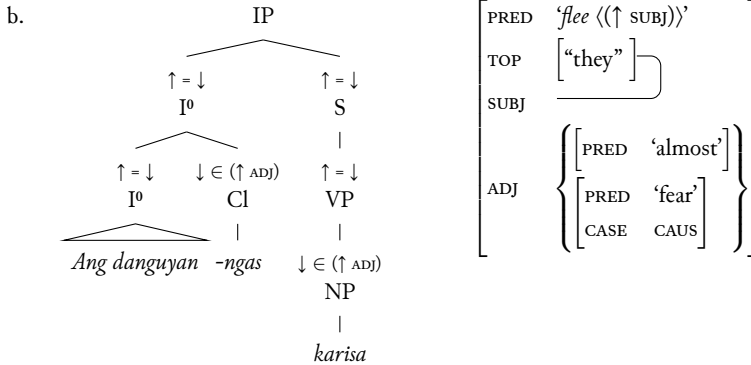 b.
IP
↑ = ↓ ↑ = ↓
I⁰ S
↑ = ↓ ↓ ∈ (↑ ADJ) ↑ = ↓
I⁰ Cl VP
Ang danguyan -ngas ↓ ∈ (↑ ADJ)
NP
karisa
PRED ‘flee ⟨(↑ SUBJ)⟩’
TOP [“they”]
SUBJ
ADJ
{[PRED ‘almost’]
[PRED ‘fear’
CASE CAUS]}